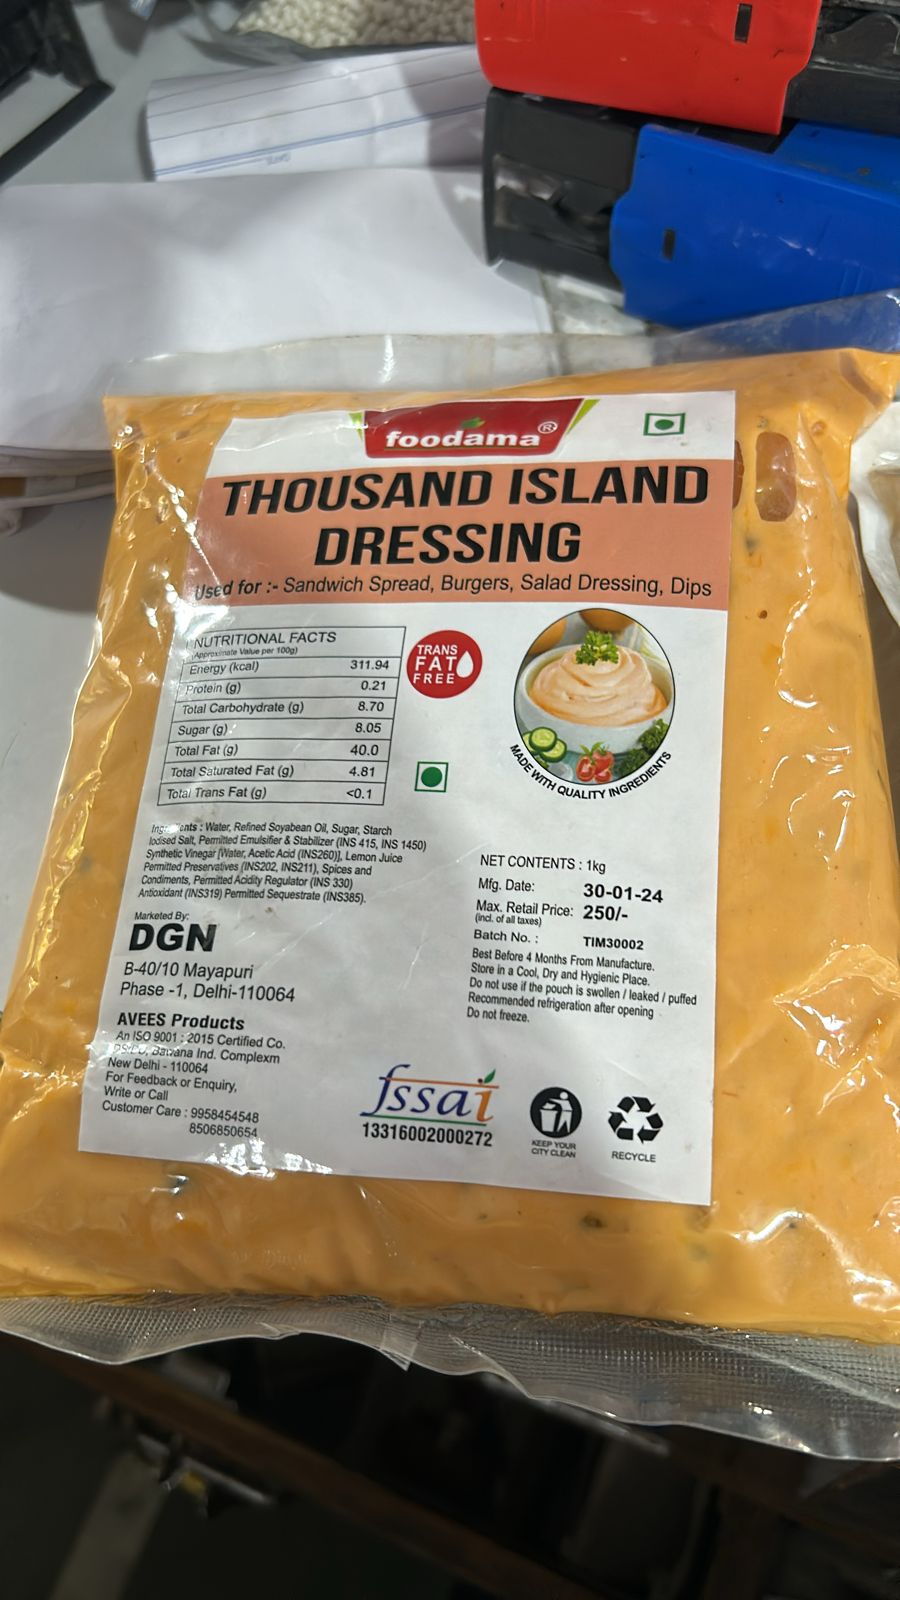 foodama®
THOUSAND ISLAND
DRESSING
Used for :- Sandwich Spread, Burgers, Salad Dressing, Dips
NUTRITIONAL FACTS
(Approximate Value per 100g)
Energy (kcal) 311.94
Protein (g) 0.21
Total Carbohydrate (g) 8.70
Sugar (g) 8.05
Total Fat (g) 40.0
Total Saturated Fat (g) 4.81
Total Trans Fat (g) <0.1
TRANS
FAT
FREE
MADE WITH QUALITY INGREDIENTS
: Water, Refined Soyabean Oil, Sugar, Starch
Iodised Salt, Permitted Emulsifier & Stabilizer (INS 415, INS 1450)
Synthetic Vinegar [Water, Acetic Acid (INS260)], Lemon Juice
Permitted Preservatives (INS202, INS211), Spices and
Condiments, Permitted Acidity Regulator (INS 330)
Antioxidant (INS319) Permitted Sequestrate (INS385).
Marketed By:
DGN
B-40/10 Mayapuri
Phase -1, Delhi-110064
AVEES Products
An ISO 9001 : 2015 Certified Co.
Bawana Ind. Complexm
New Delhi - 110064
For Feedback or Enquiry,
Write or Call
Customer Care : 9958454548
8506850654
NET CONTENTS : 1kg
Mfg. Date: 30-01-24
Max. Retail Price: 250/-
(incl. of all taxes)
Batch No. : TIM30002
Best Before 4 Months From Manufacture.
Store in a Cool, Dry and Hygienic Place.
Do not use if the pouch is swollen / leaked / puffed
Recommended refrigeration after opening
Do not freeze.
fssai
13316002000272
KEEP YOUR
CITY CLEAN
RECYCLE